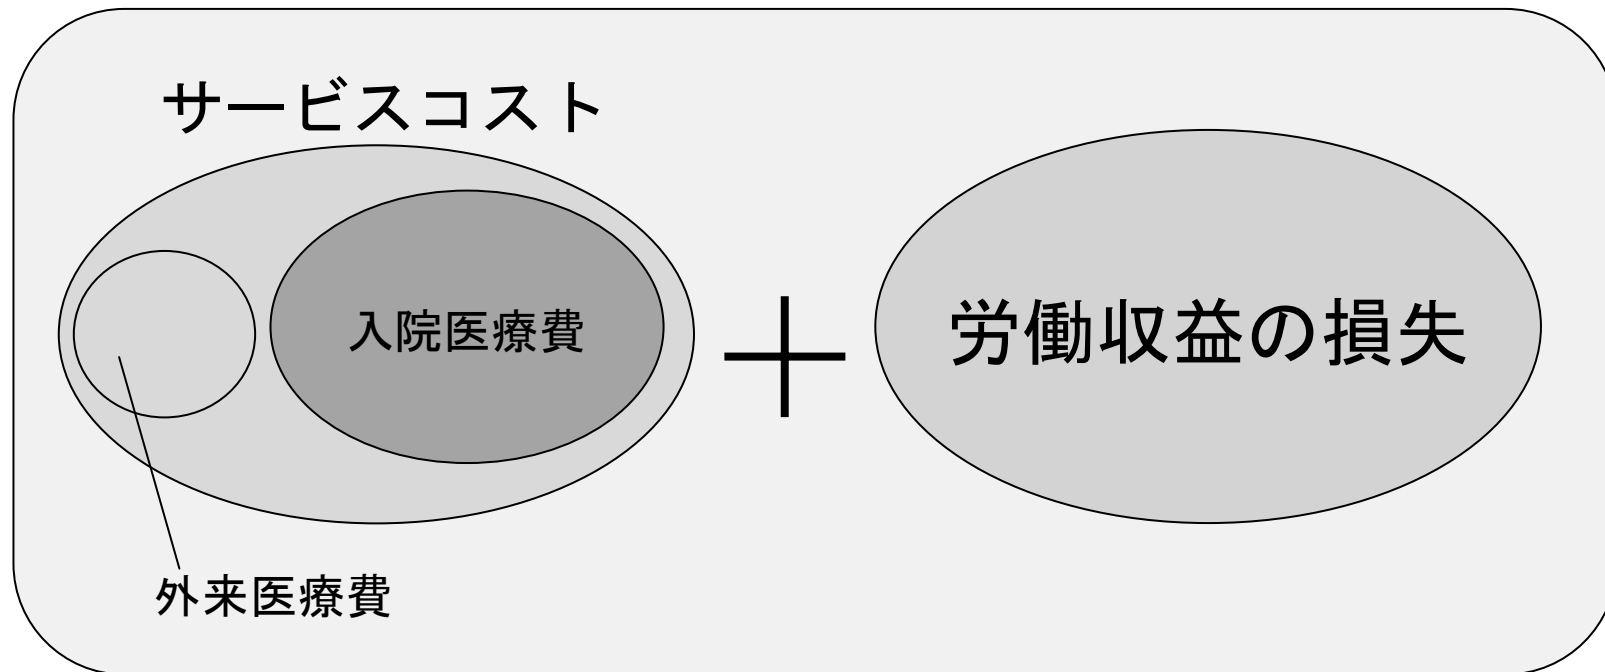 サービスコスト
入院医療費
労働収益の損失
外来医療費